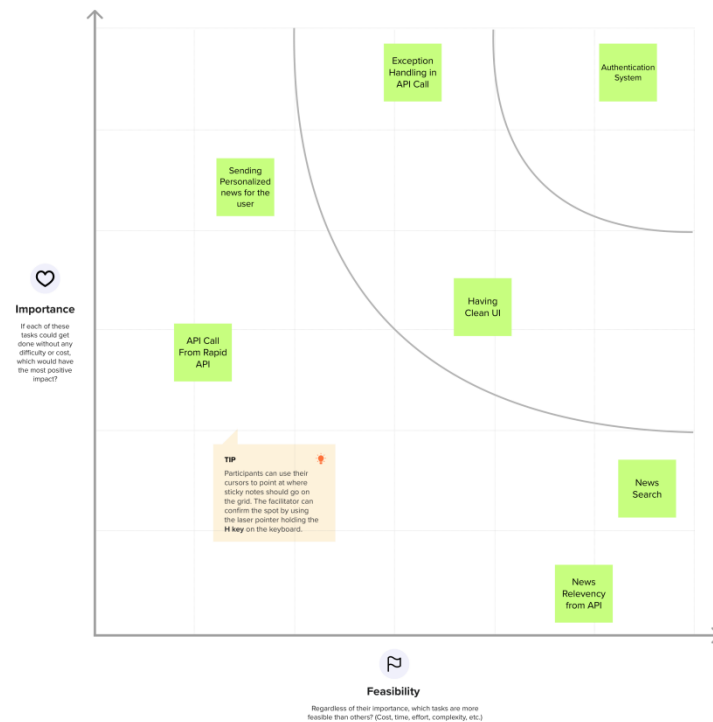 Exception
Handling in
API Call
Authentication
System
Sending
Personalized
news for the
user
Having
Clean UI
Importance
If each of these
tasks could get
done without any
difficulty or cost,
which would have
the most positive
impact?
API Call
From Rapid
API
TIP
Participants can use their
cursors to point at where
sticky notes should go on
the grid. The facilitator can
confirm the spot by using
the laser pointer holding the
H key on the keyboard.
News
Search
News
Relevency
from API
Feasibility
Regardless of their importance, which tasks are more
feasible than others? (Cost, time, effort, complexity, etc.)